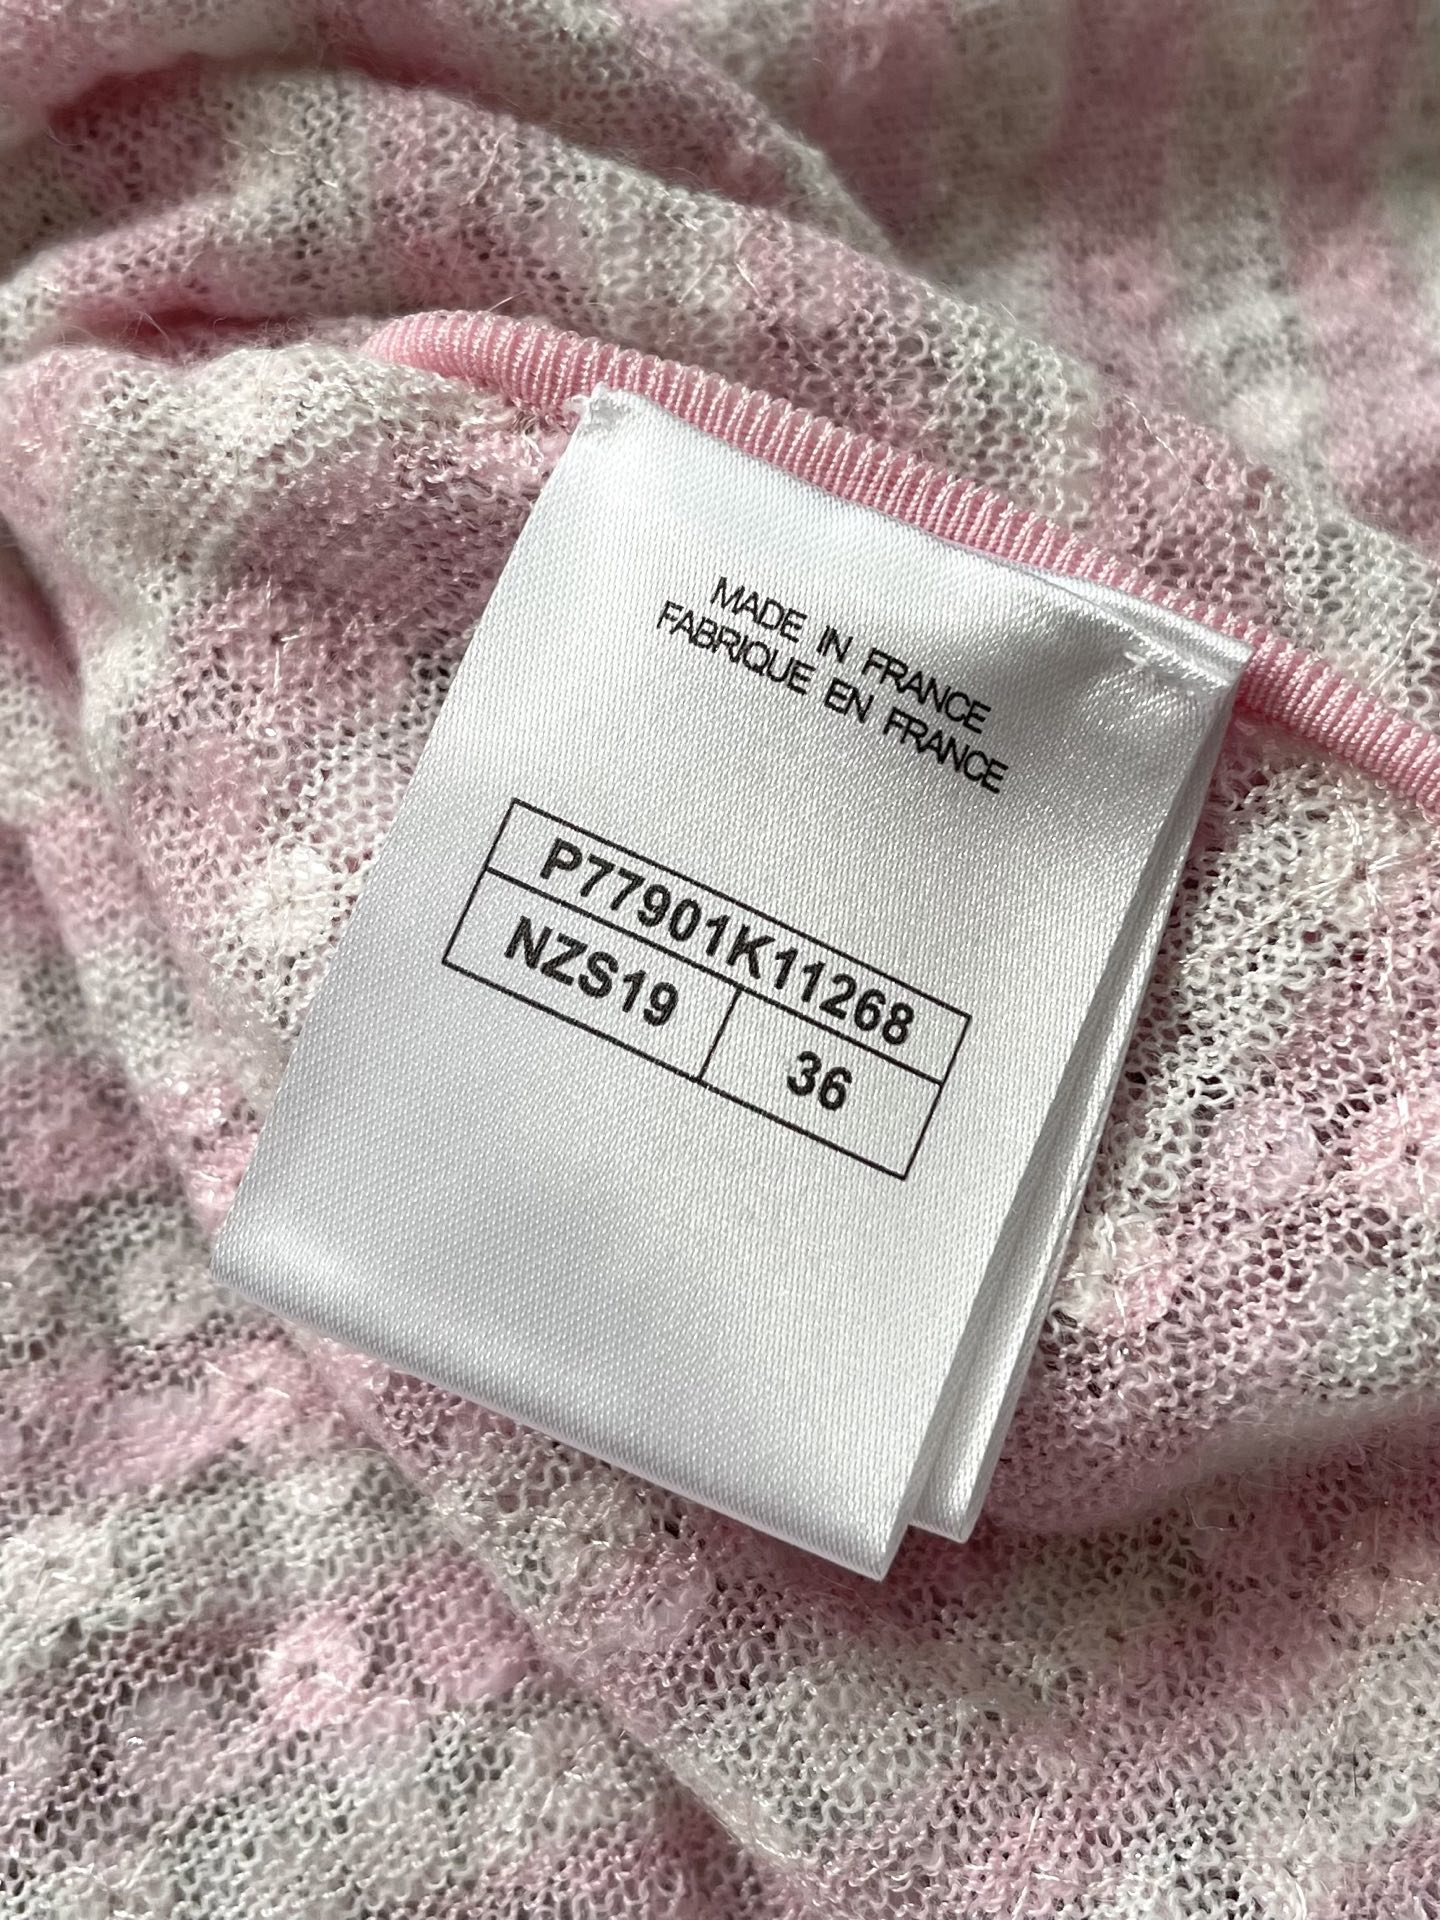 MADE IN FRANCE
FABRIQUE EN FRANCE
P77901K11268
NZS19 36